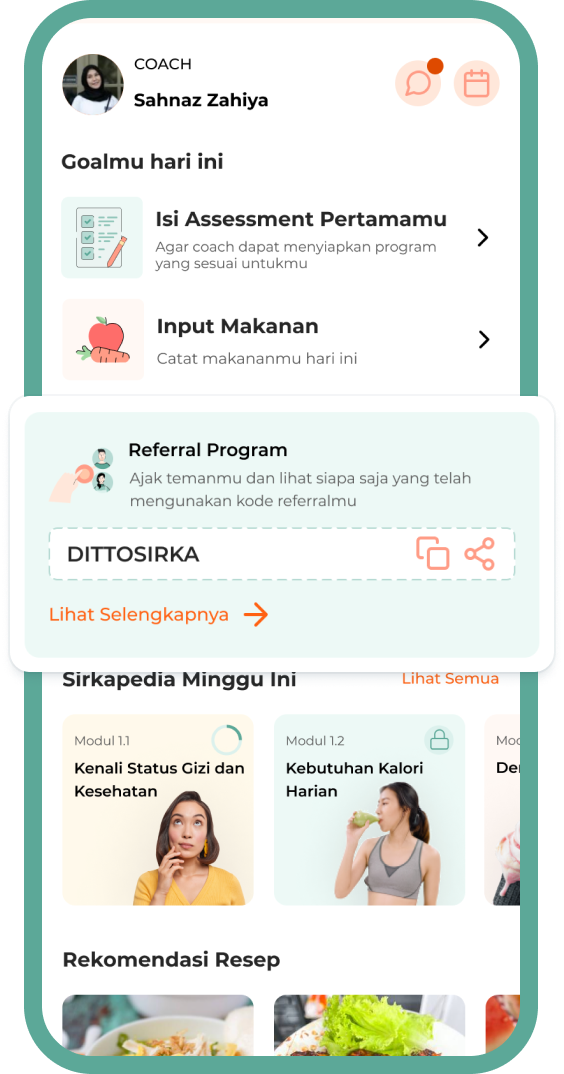 COACH
Sahnaz Zahiya
Goalmu hari ini
Isi Assessment Pertamamu
Agar coach dapat menyiapkan program
yang sesuai untukmu
Input Makanan
Catat makananmu hari ini
Referral Program
Ajak temanmu dan lihat siapa saja yang telah
mengunakan kode referralmu
DITTOSIRKA
Lihat Selengkapnya
Sirkapedia Minggu Ini
Lihat Semua
Modul 1.1
Kenali Status Gizi dan
Kesehatan
Modul 1.2
Kebutuhan Kalori
Harian
Rekomendasi Resep